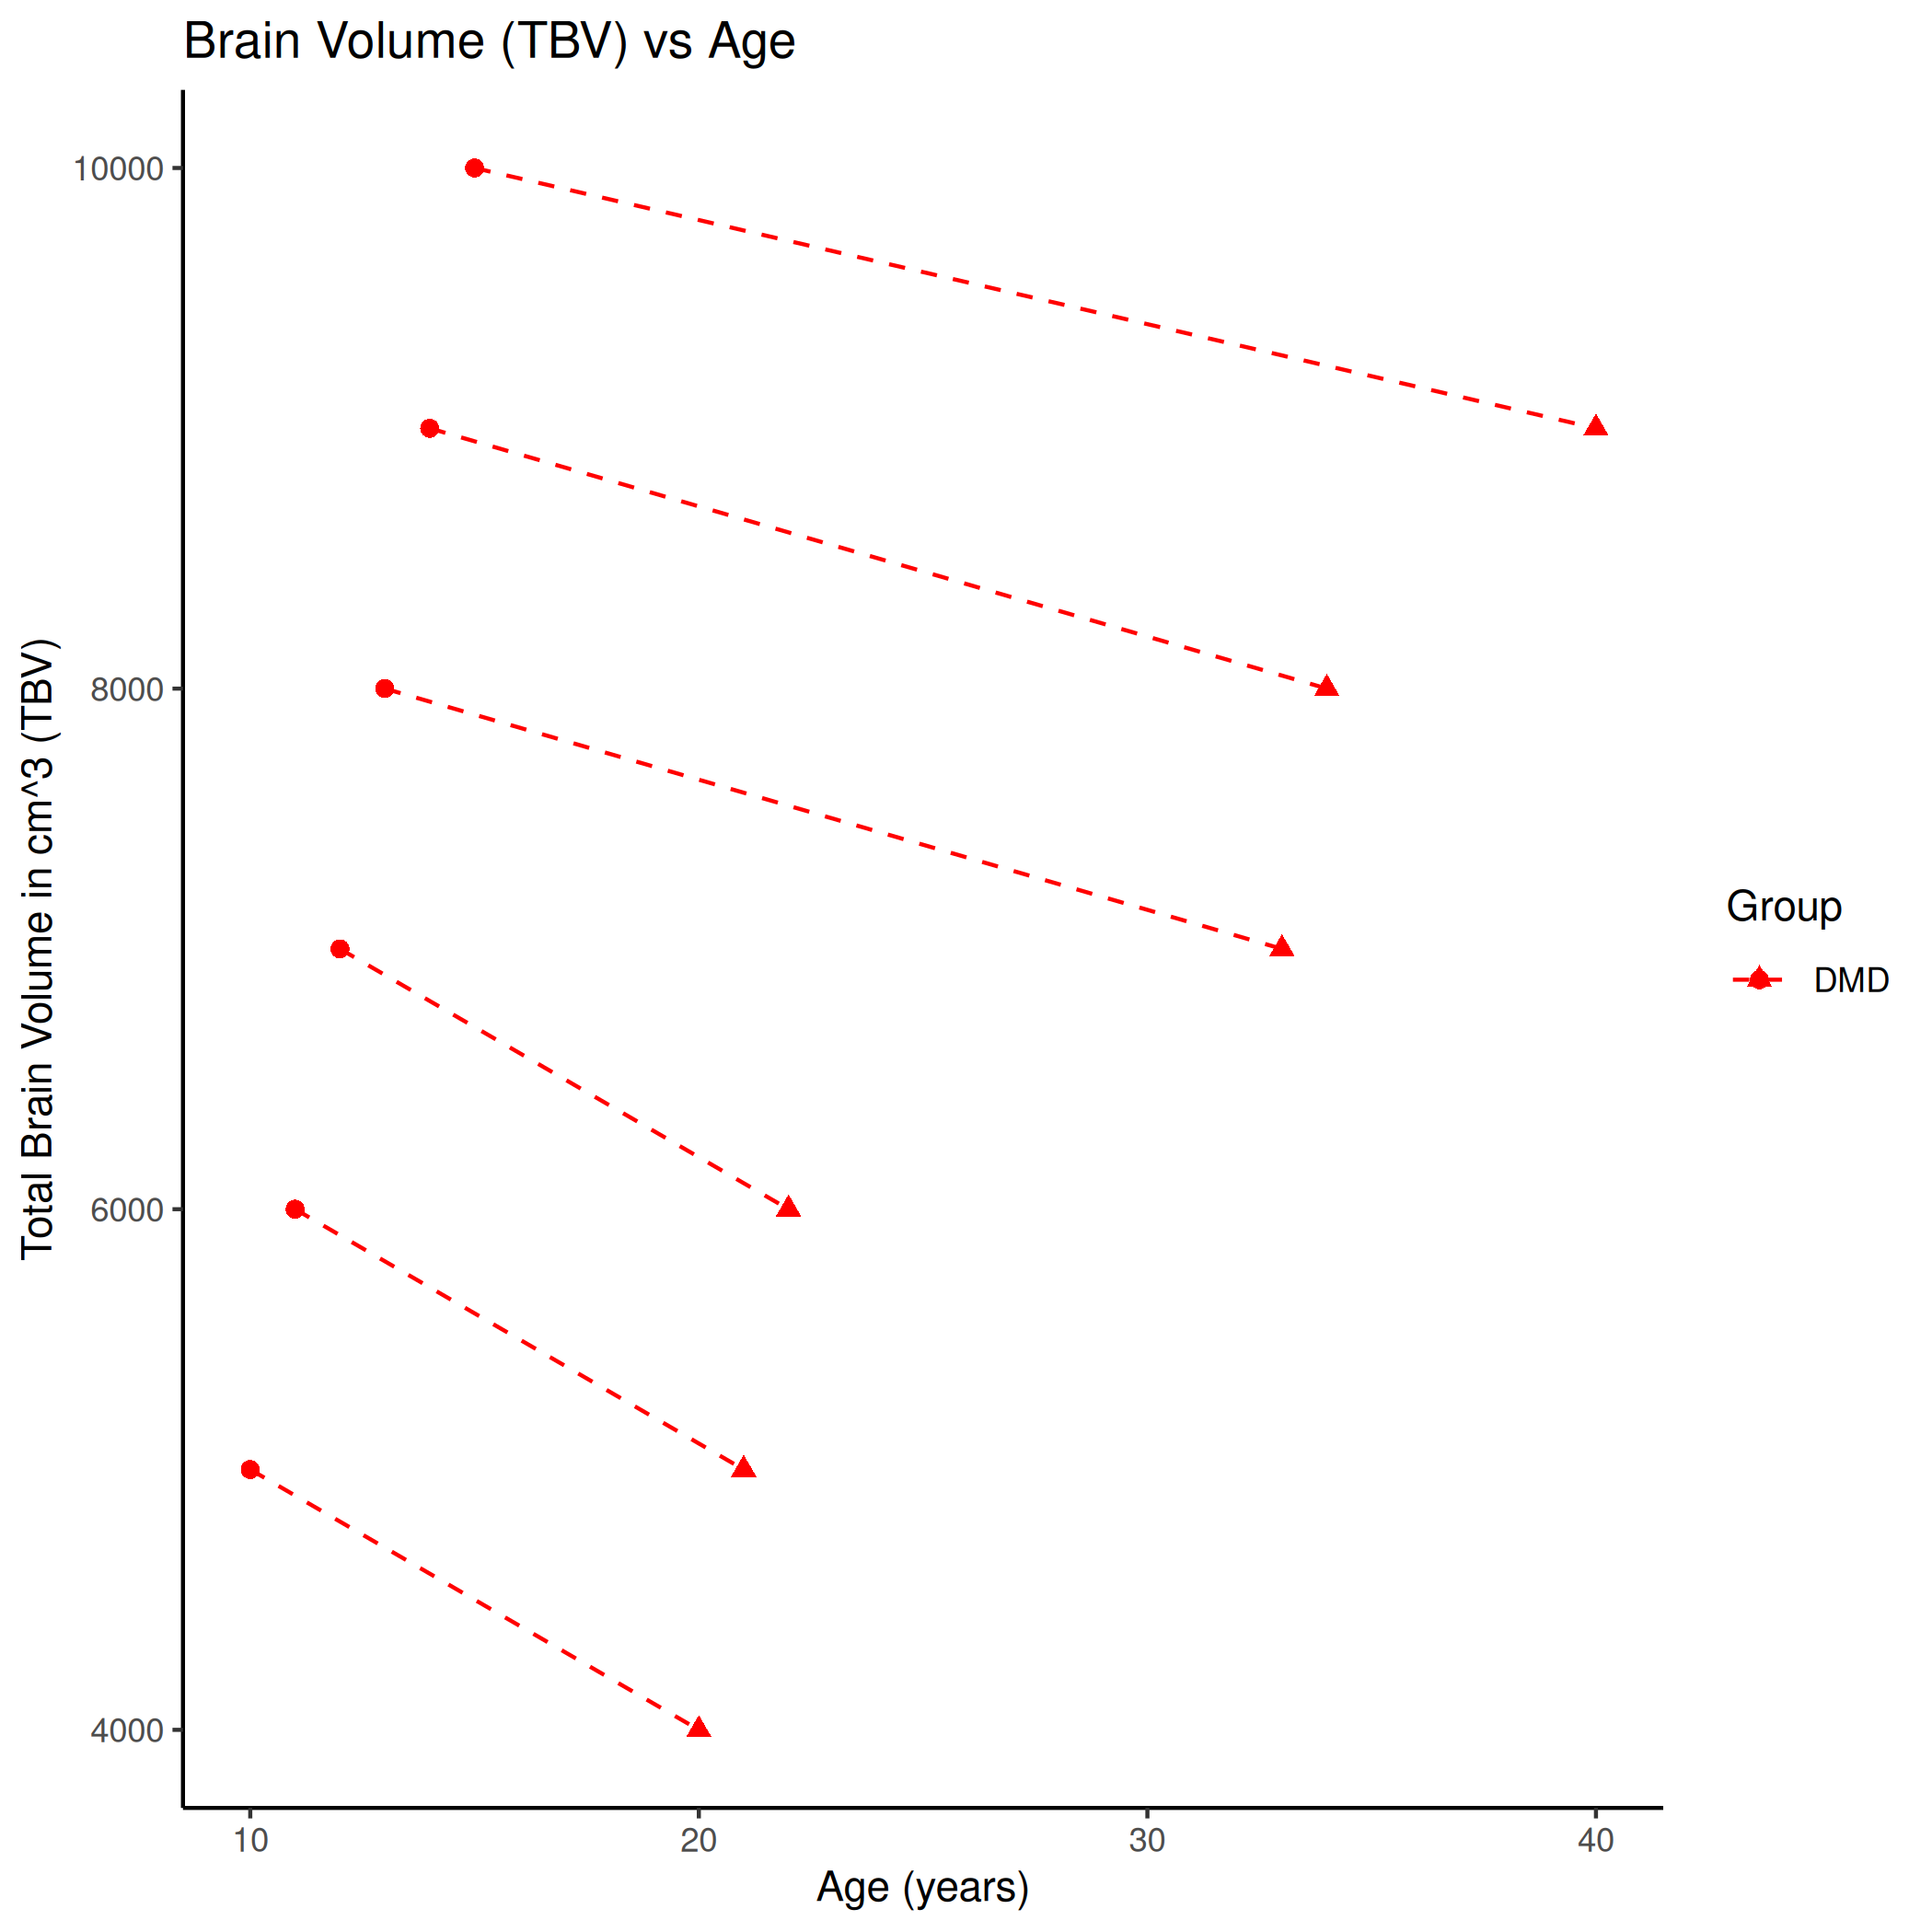 Brain Volume (TBV) vs Age
Total Brain Volume in cm^3 (TBV)
10000
8000
6000
4000
10 20 30 40
Age (years)
Group
DMD